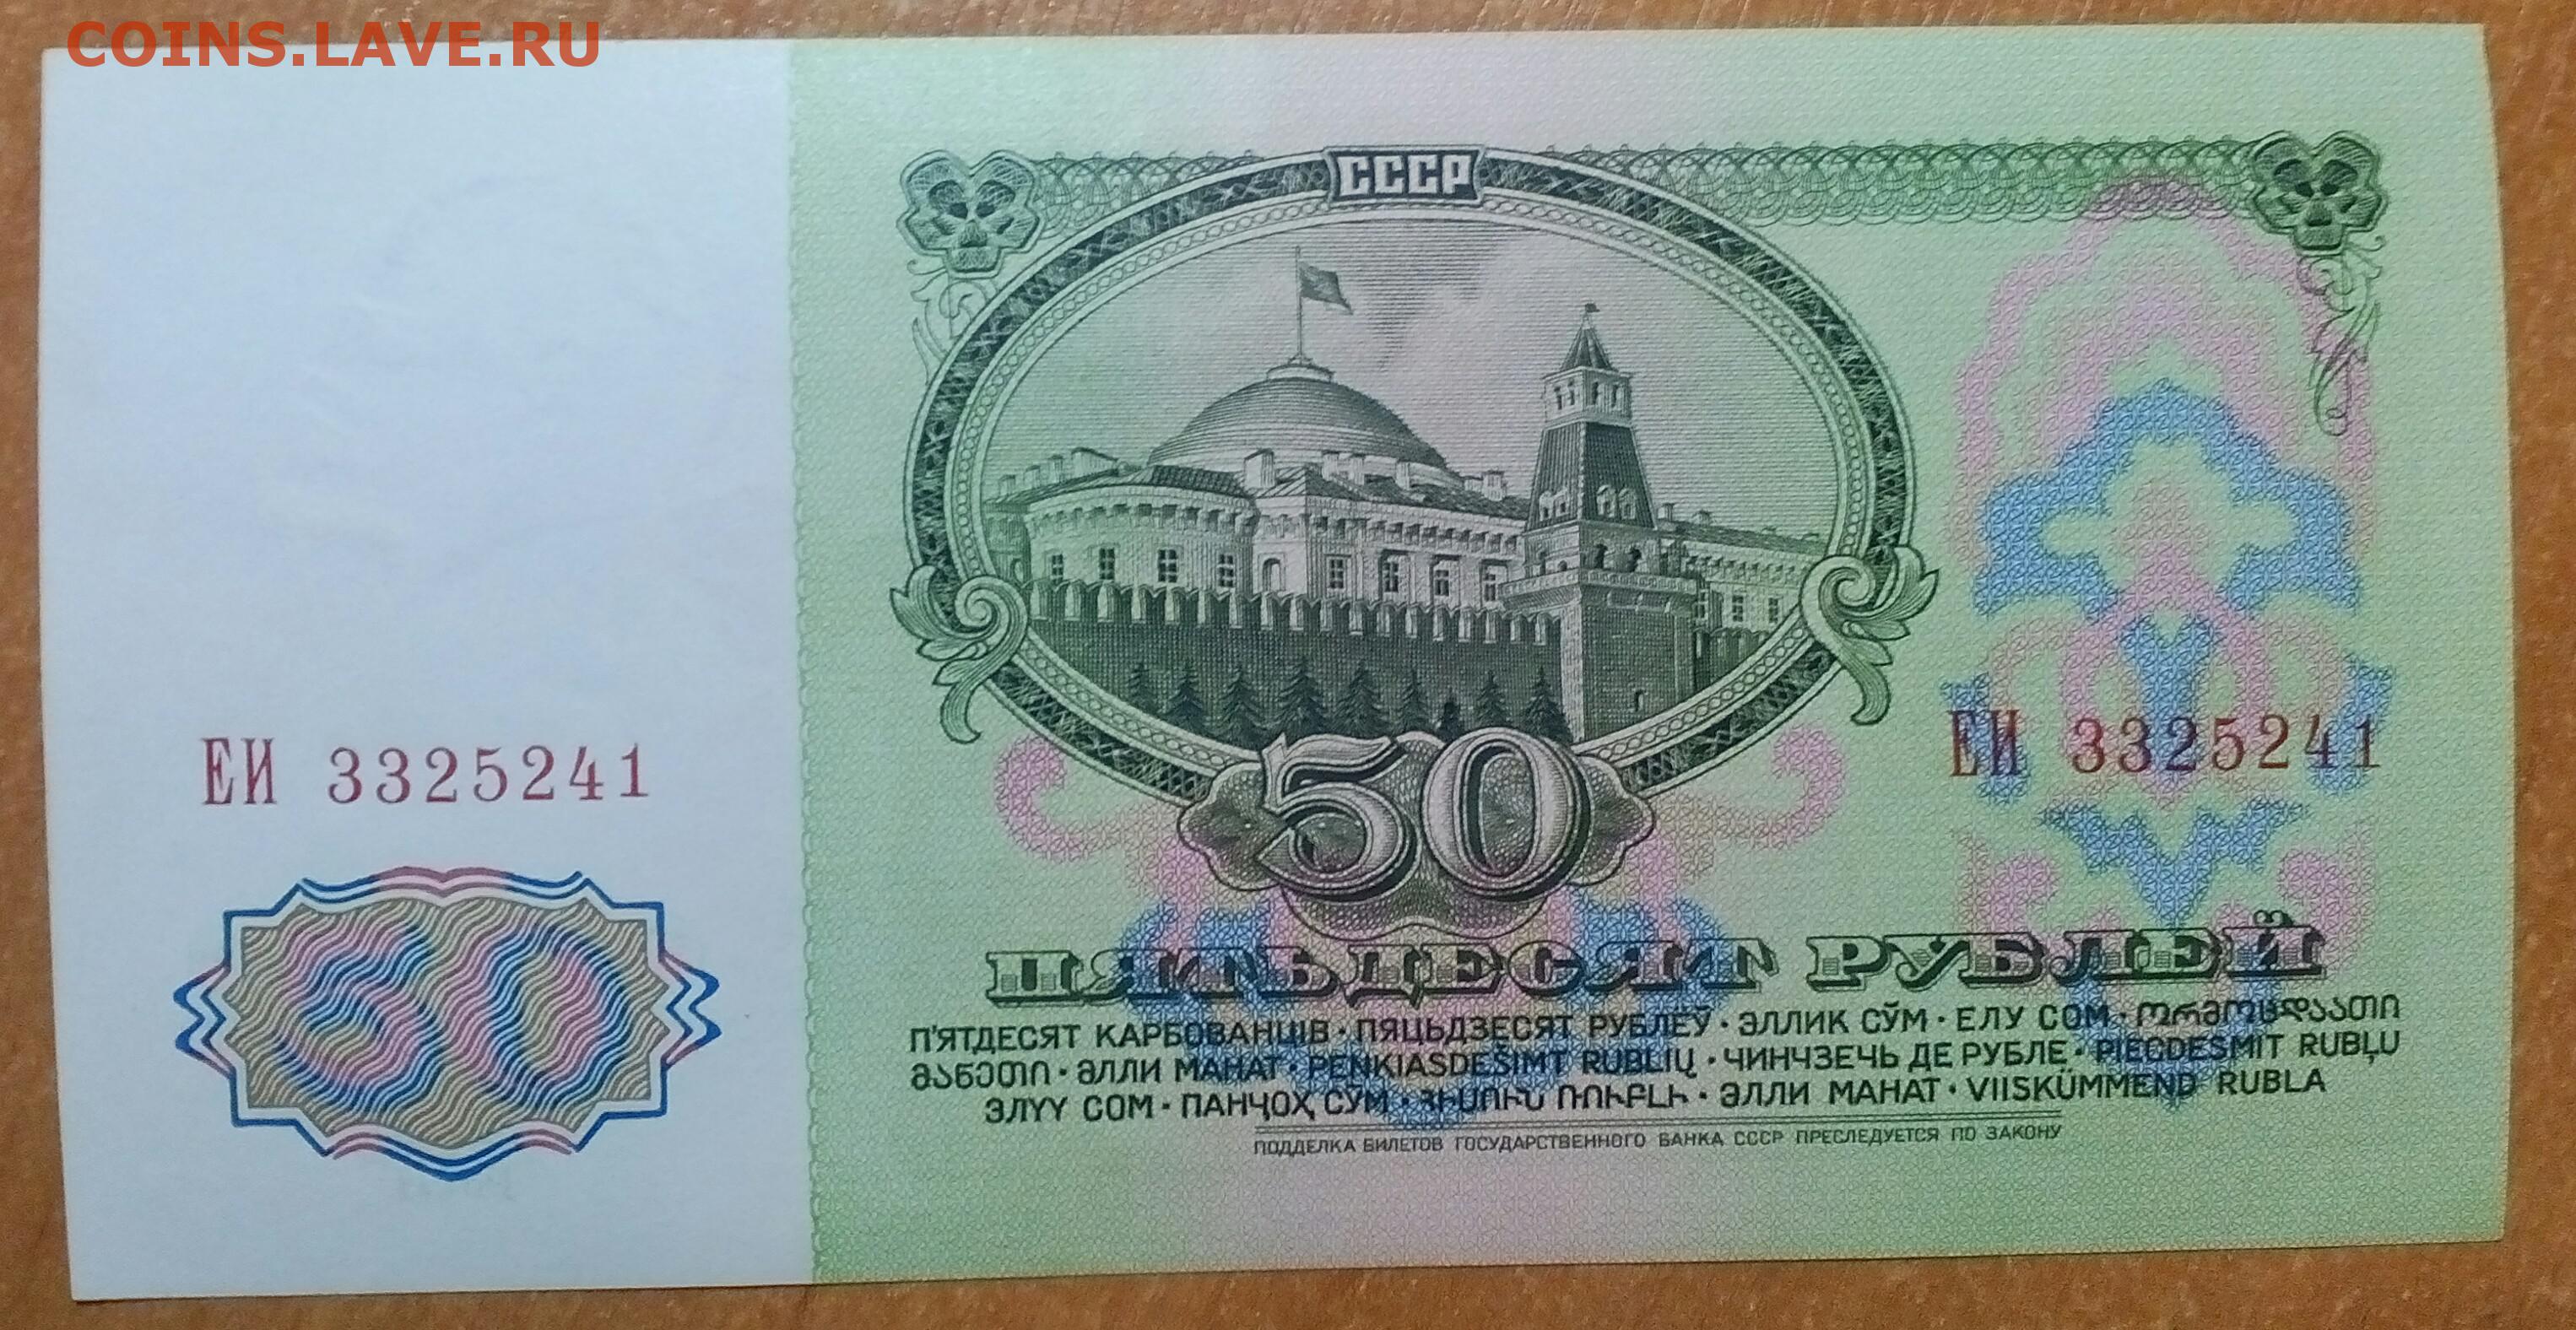 COINS.LAVE.RU
СССР
ЕИ 3325241
ЕИ 3325241
50
50
ПЯТЬДЕСЯТ РУБЛЕЙ
П'ЯТДЕСЯТ КАРБОВАНЦІВ · ПЯЦЬДЗЕСЯТ РУБЛЕЎ · ЭЛЛИК СЎМ · ЕЛУ СОМ · ორმოცდაათი
მანეთი · ӘЛЛИ МАНАТ · PENKIASDEŠIMT RUBLIŲ · ЧИНЧЗЕЧЬ ДЕ РУБЛЕ · PIECDESMIT RUBĻU
ЭЛҮҮ СОМ · ПАНҶОҲ СЎМ · ՀԻՍՈՒՆ ՌՈՒԲԼԻ · ЭЛЛИ МАНАТ · VIISKÜMMEND RUBLA
ПОДДЕЛКА БИЛЕТОВ ГОСУДАРСТВЕННОГО БАНКА СССР ПРЕСЛЕДУЕТСЯ ПО ЗАКОНУ